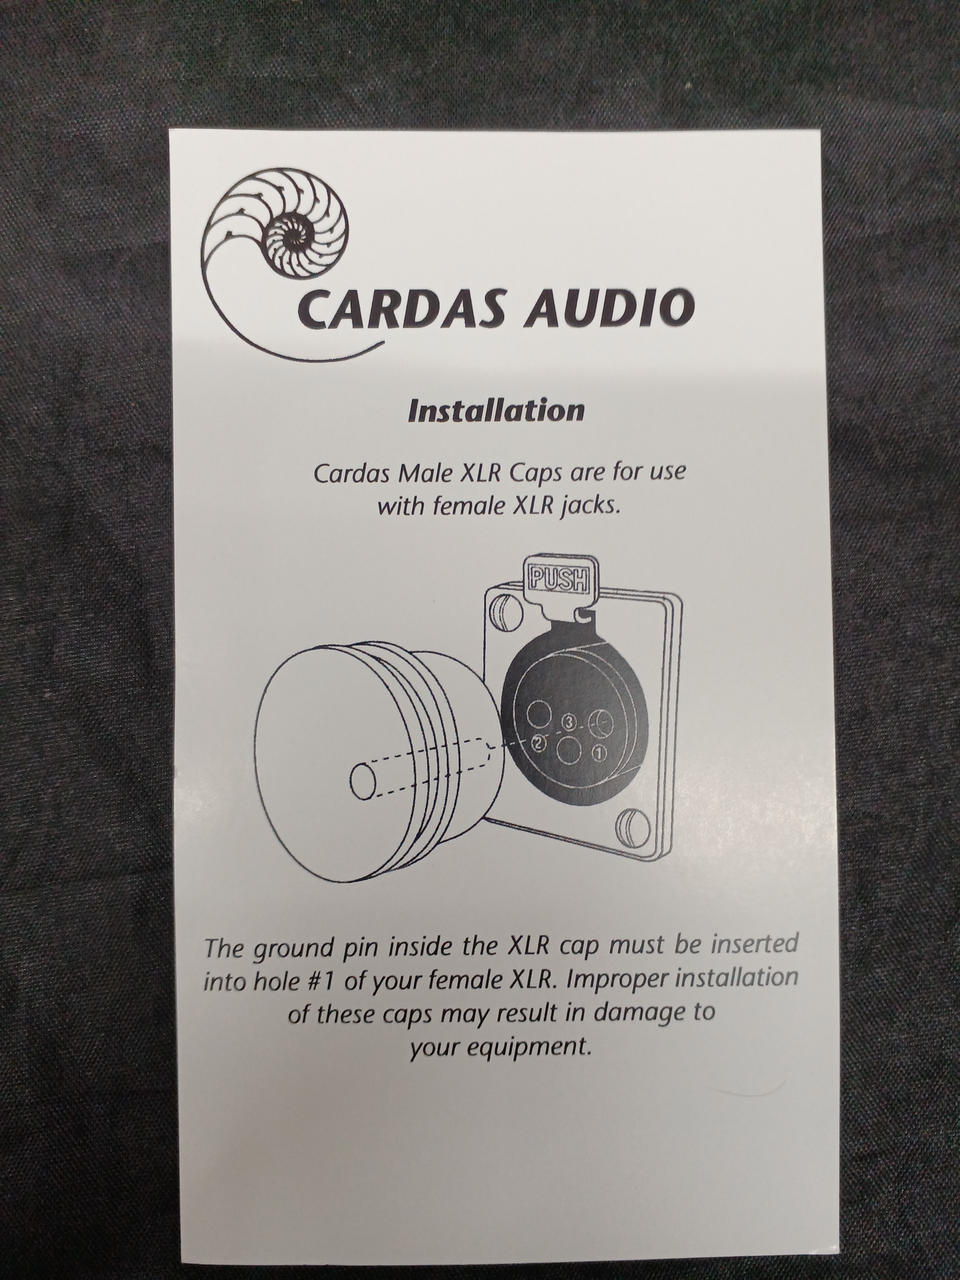 CARDAS AUDIO
Installation
Cardas Male XLR Caps are for use
with female XLR jacks.
PUSH
3
2
1
The ground pin inside the XLR cap must be inserted
into hole #1 of your female XLR. Improper installation
of these caps may result in damage to
your equipment.